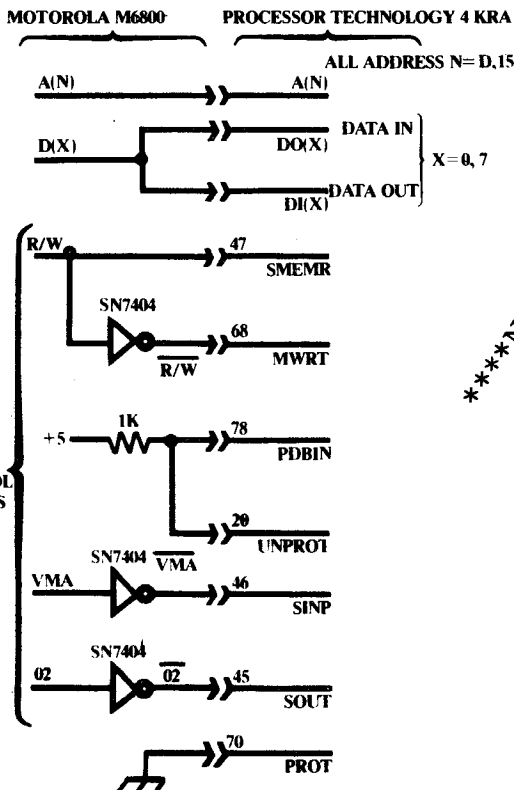 MOTOROLA M6800 PROCESSOR TECHNOLOGY 4 KRA
ALL ADDRESS N= D,15
A(N) A(N)
D(X) DO(X) DATA IN
X=0, 7
DI(X) DATA OUT
R/W 47
SMEMR
SN7404
68
R/W MWRT
1K
+5 78
PDBIN
20
UNPROT
SN7404 VMA
VMA 46
SINP
SN7404
02 02 45
SOUT
70
PROT
****